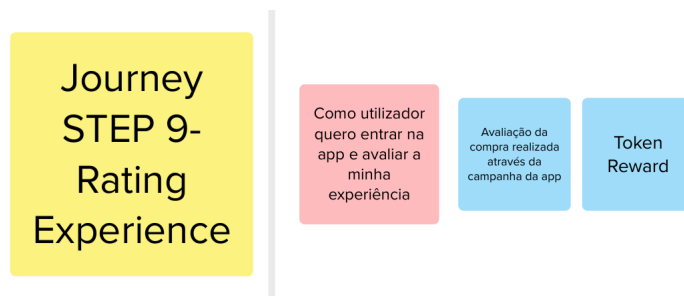 Journey
STEP 9-
Rating
Experience
Como utilizador
quero entrar na
app e avaliar a
minha
experiência
Avaliação da
compra realizada
através da
campanha da app
Token
Reward